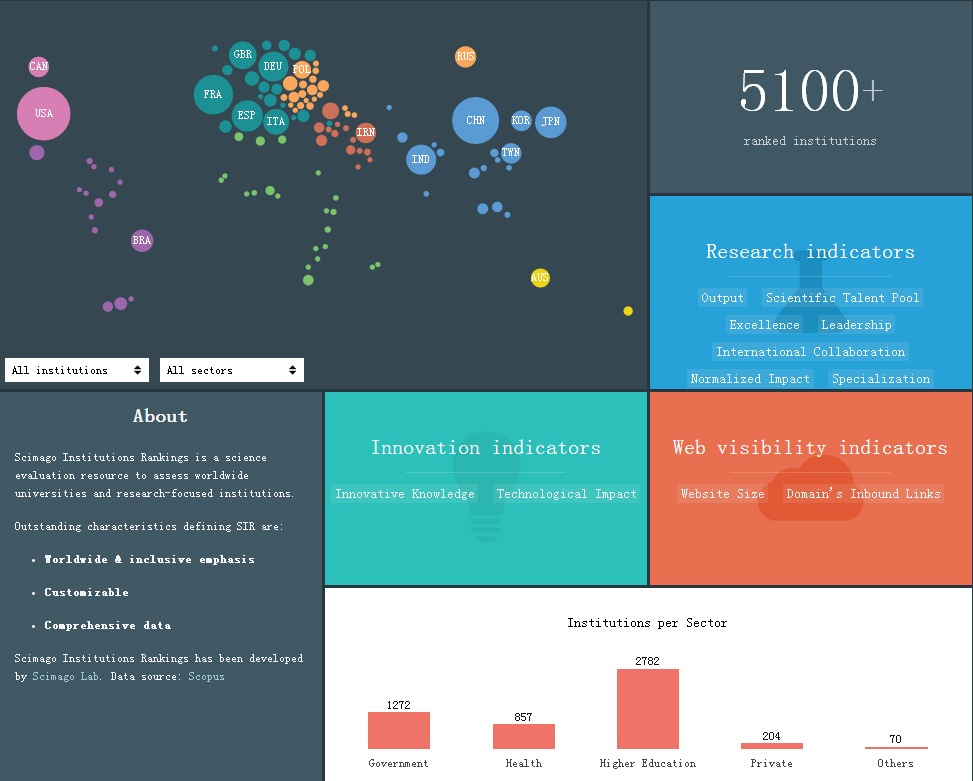 CAN
USA
GBR
DEU
POL
FRA
ESP
ITA
IRN
RUS
CHN
KOR
JPN
IND
TWN
BRA
AUS
All institutions
All sectors
5100+
ranked institutions
Research indicators
Output Scientific Talent Pool
Excellence Leadership
International Collaboration
Normalized Impact Specialization
About
Scimago Institutions Rankings is a science
evaluation resource to assess worldwide
universities and research-focused institutions.
Outstanding characteristics defining SIR are:
• Worldwide & inclusive emphasis
• Customizable
• Comprehensive data
Scimago Institutions Rankings has been developed
by Scimago Lab. Data source: Scopus
Innovation indicators
Innovative Knowledge Technological Impact
Web visibility indicators
Website Size Domain's Inbound Links
Institutions per Sector
1272
857
2782
204
70
Government
Health
Higher Education
Private
Others